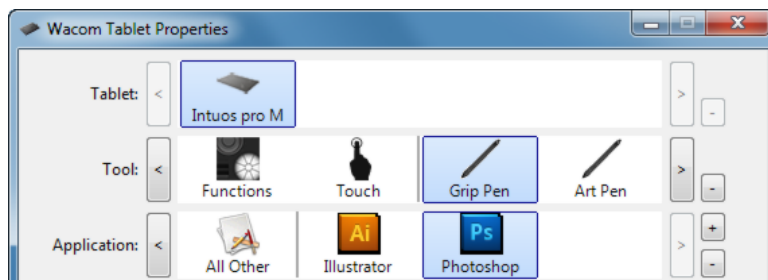 Wacom Tablet Properties
Tablet: < Intuos pro M > -
Tool: < Functions Touch Grip Pen Art Pen > -
Ai Ps +
Application: < All Other Illustrator Photoshop > -